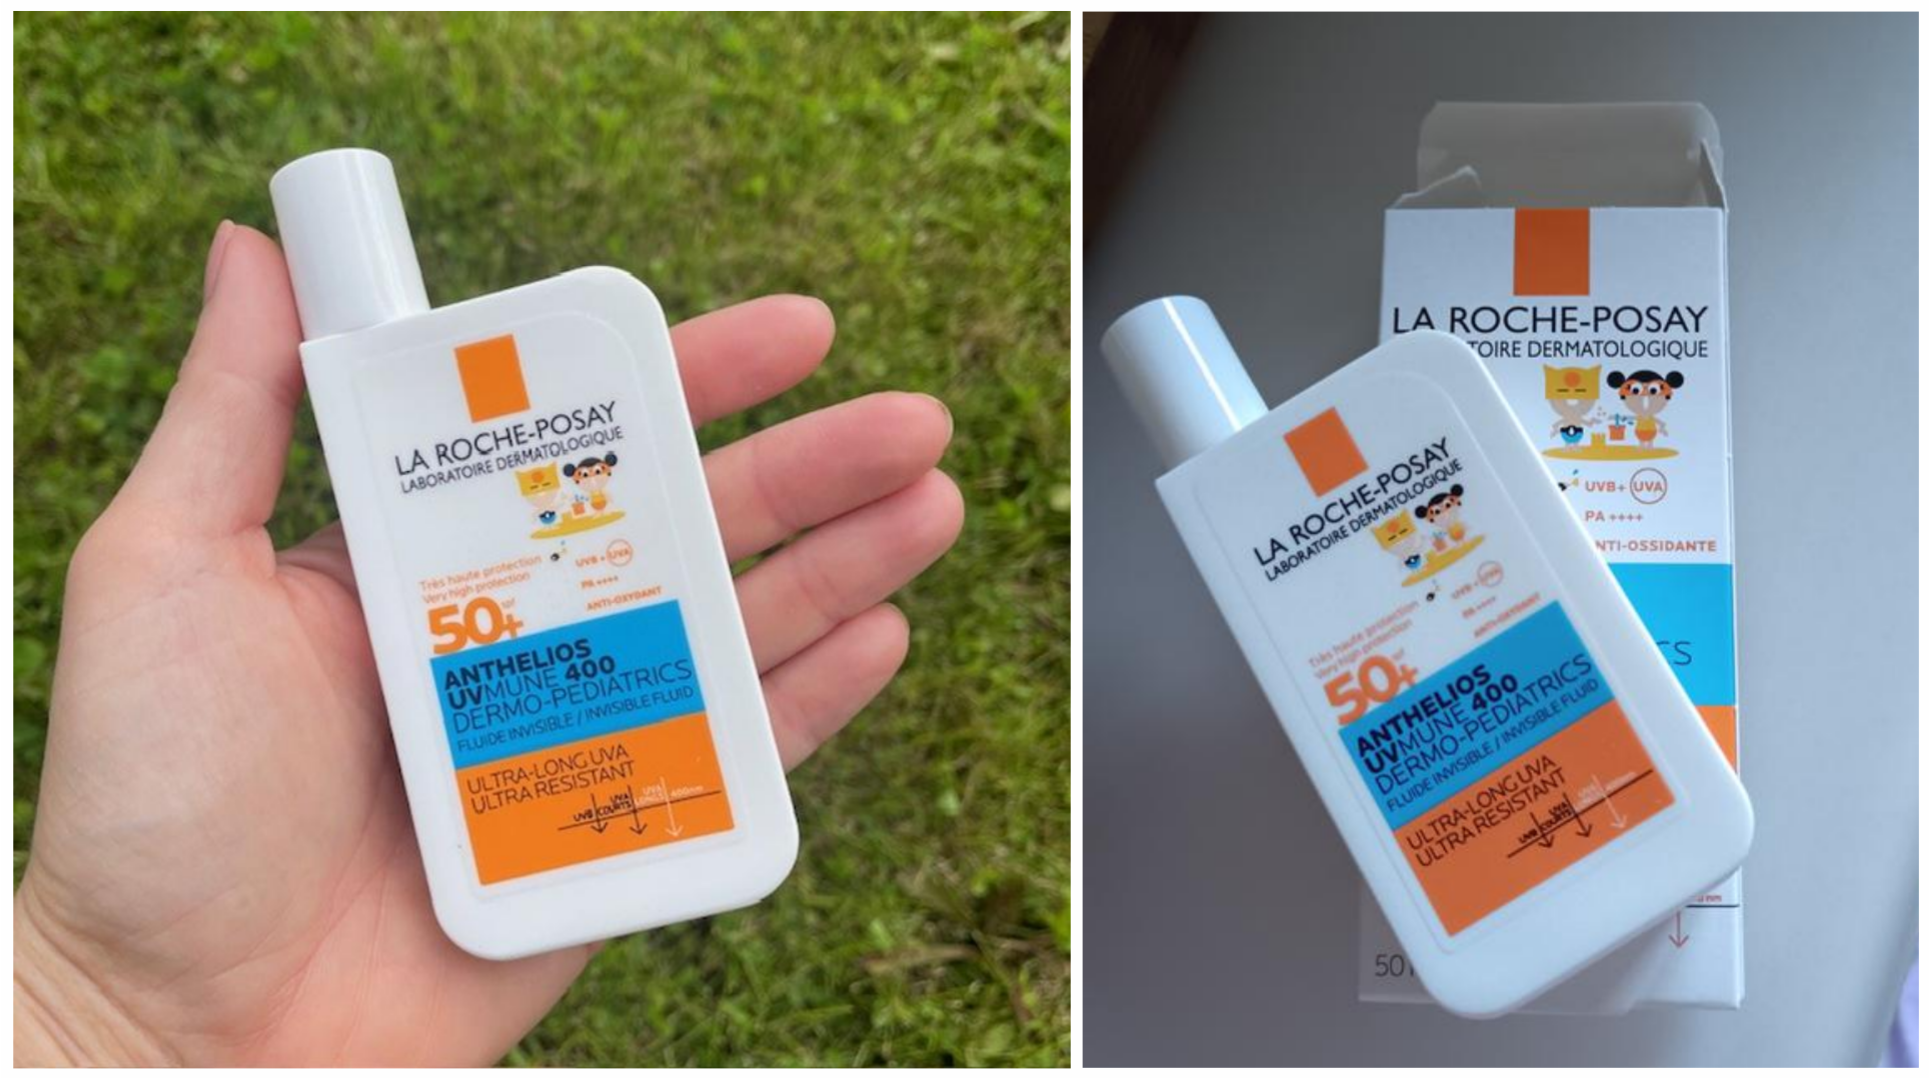 LA ROCHE-POSAY
LABORATOIRE DERMATOLOGIQUE
Très haute protection
Very high protection
50+
SPF
UVB + UVA
PA ++++
ANTI-OXYDANT
ANTHELIOS
UVMUNE 400
DERMO-PEDIATRICS
FLUIDE INVISIBLE / INVISIBLE FLUID
ULTRA-LONG UVA
ULTRA RESISTANT
UVB
UVA
COURTS
UVA
LONGS
400nm
LA ROCHE-POSAY
DERMATOLOGIQUE
UVB+ UVA
PA ++++
50
LA ROCHE-POSAY
LABORATOIRE DERMATOLOGIQUE
Très haute protection
Very high protection
50+
UVB + UVA
PA ++++
ANTI-OXYDANT
ANTHELIOS
UVMUNE 400
DERMO-PEDIATRICS
FLUIDE INVISIBLE / INVISIBLE FLUID
ULTRA-LONG UVA
ULTRA RESISTANT
UVB
UVA
COURTS